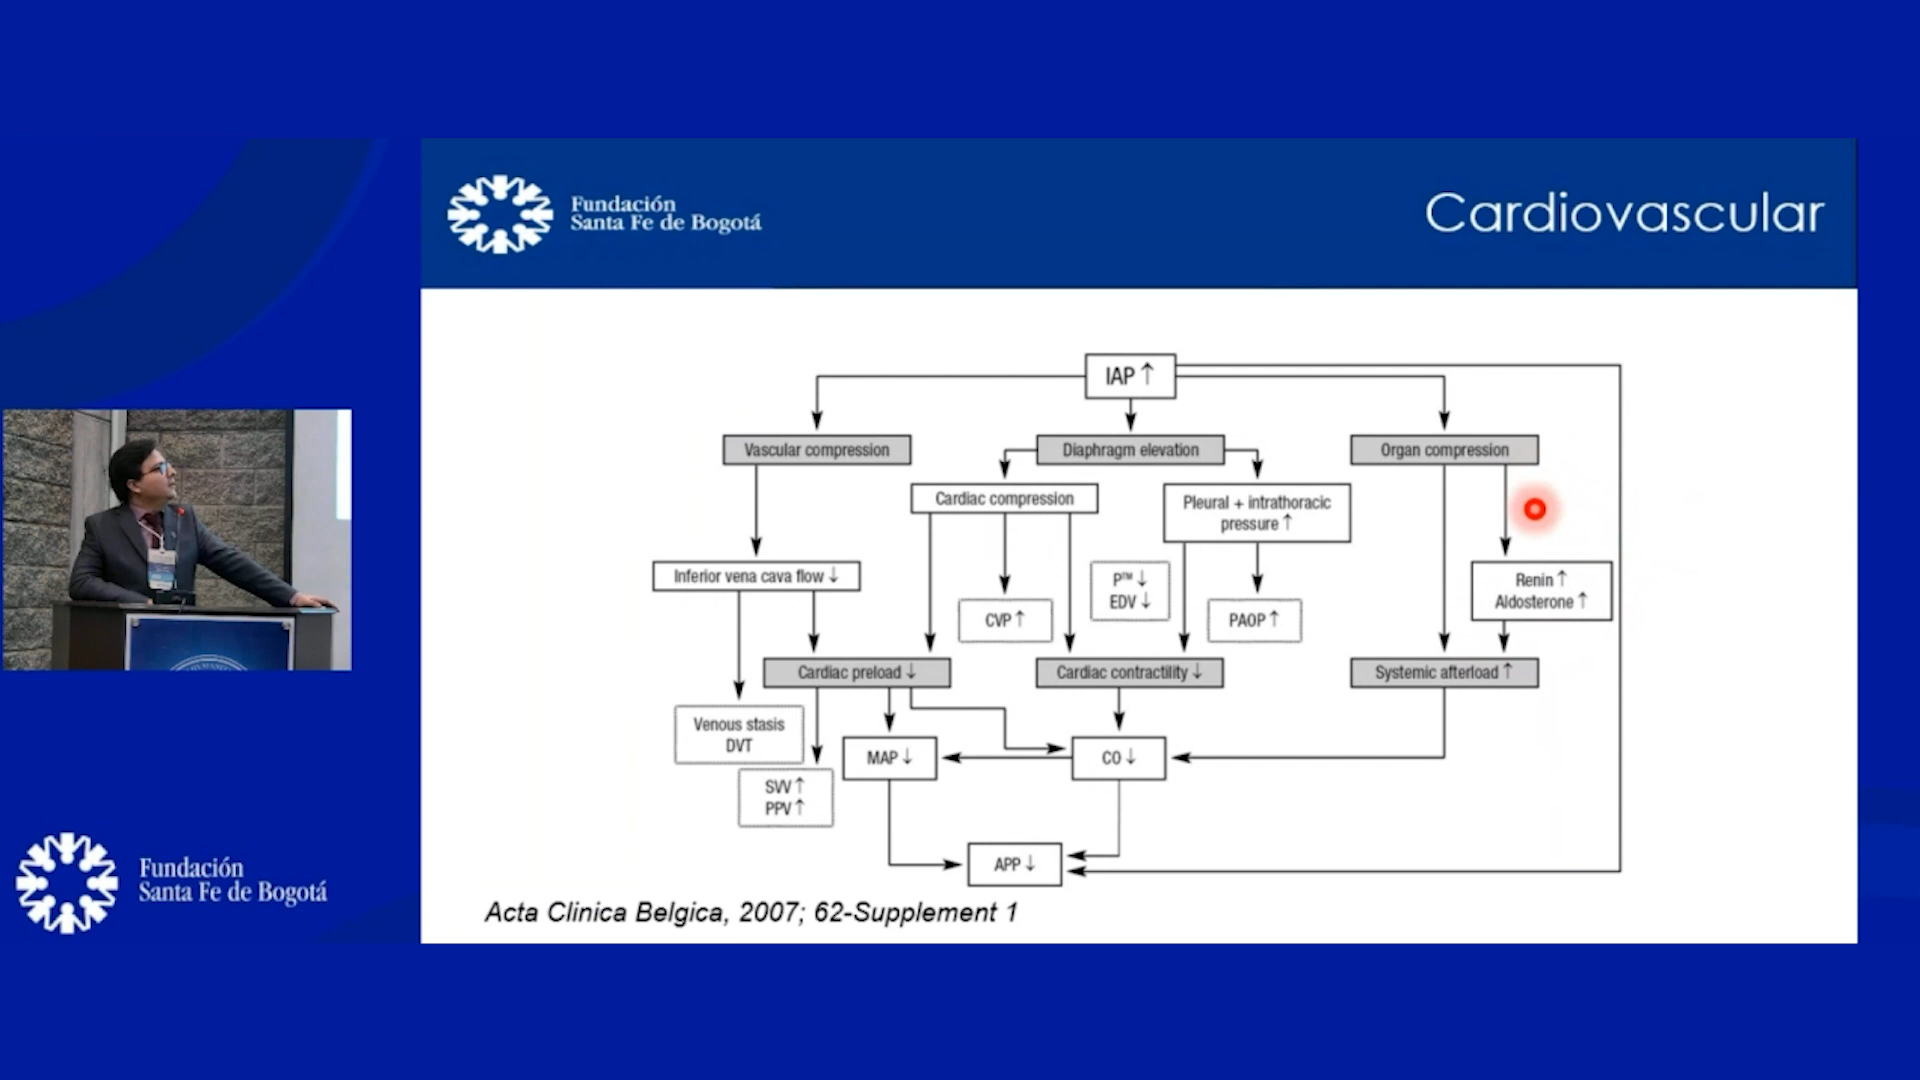 Fundación
Santa Fe de Bogotá
Cardiovascular
IAP ↑
Vascular compression
Diaphragm elevation
Organ compression
Cardiac compression
Pleural + intrathoracic
pressure ↑
Inferior vena cava flow ↓
CVP ↑
P™ ↓
EDV ↓
PAOP ↑
Renin ↑
Aldosterone ↑
Cardiac preload ↓
Cardiac contractility ↓
Systemic afterload ↑
Venous stasis
DVT
SVV ↑
PPV ↑
MAP ↓
CO ↓
APP ↓
Acta Clinica Belgica, 2007; 62-Supplement 1
Fundación
Santa Fe de Bogotá